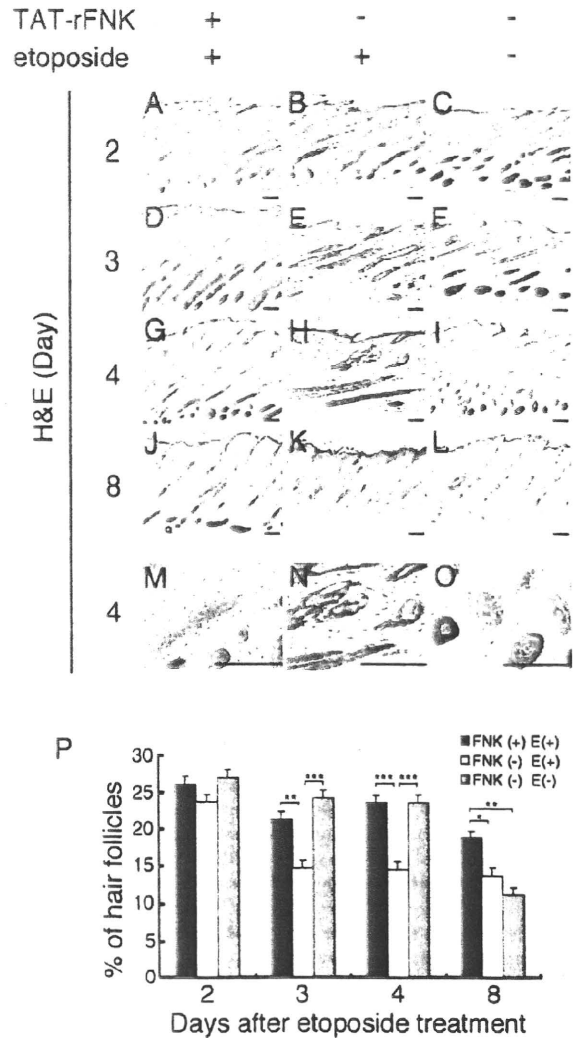 TAT-rFNK + - -
etoposide + + -
A B C
2
D E F
3
G H I
4
J K L
8
M N O
4
H&E (Day)
P
FNK (+) E(+)
FNK (-) E(+)
FNK (-) E(-)
30
25
20
15
10
5
0
** *** *** *** * **
% of hair follicles
2 3 4 8
Days after etoposide treatment